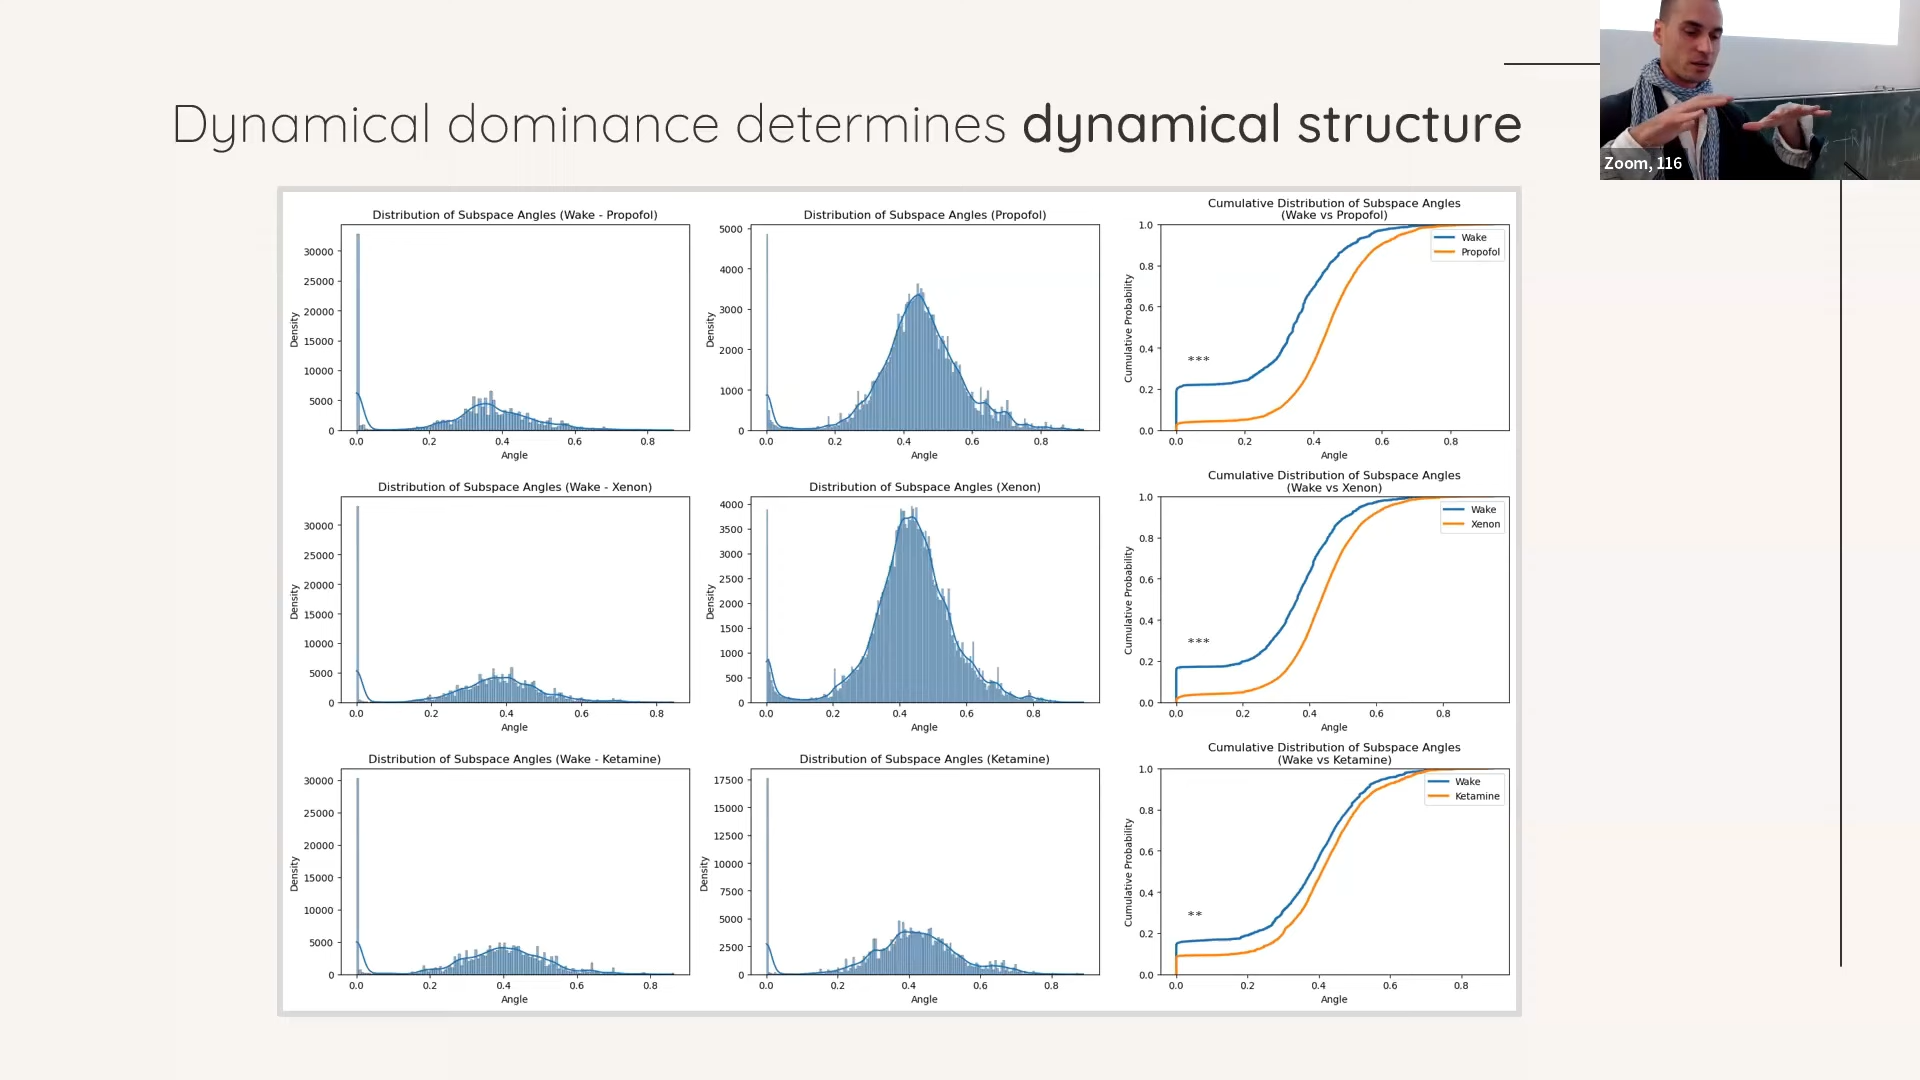 Dynamical dominance determines dynamical structure
Zoom, 116
Distribution of Subspace Angles (Wake - Propofol)
Density
30000
25000
20000
15000
10000
5000
0
0.0 0.2 0.4 0.6 0.8
Angle
Distribution of Subspace Angles (Propofol)
Density
5000
4000
3000
2000
1000
0
0.0 0.2 0.4 0.6 0.8
Angle
Cumulative Distribution of Subspace Angles
(Wake vs Propofol)
Cumulative Probability
1.0
0.8
0.6
0.4
0.2
0.0
Wake
Propofol
***
0.0 0.2 0.4 0.6 0.8
Angle
Distribution of Subspace Angles (Wake - Xenon)
Density
30000
25000
20000
15000
10000
5000
0
0.0 0.2 0.4 0.6 0.8
Angle
Distribution of Subspace Angles (Xenon)
Density
4000
3500
3000
2500
2000
1500
1000
500
0
0.0 0.2 0.4 0.6 0.8
Angle
Cumulative Distribution of Subspace Angles
(Wake vs Xenon)
Cumulative Probability
1.0
0.8
0.6
0.4
0.2
0.0
Wake
Xenon
***
0.0 0.2 0.4 0.6 0.8
Angle
Distribution of Subspace Angles (Wake - Ketamine)
Density
30000
25000
20000
15000
10000
5000
0
0.0 0.2 0.4 0.6 0.8
Angle
Distribution of Subspace Angles (Ketamine)
Density
17500
15000
12500
10000
7500
5000
2500
0
0.0 0.2 0.4 0.6 0.8
Angle
Cumulative Distribution of Subspace Angles
(Wake vs Ketamine)
Cumulative Probability
1.0
0.8
0.6
0.4
0.2
0.0
Wake
Ketamine
**
0.0 0.2 0.4 0.6 0.8
Angle